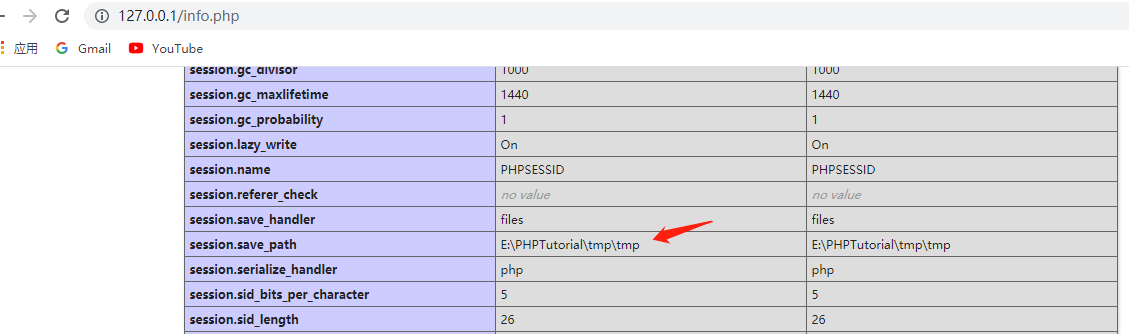 127.0.0.1/info.php
应用 Gmail YouTube
session.gc_divisor 1000 1000
session.gc_maxlifetime 1440 1440
session.gc_probability 1 1
session.lazy_write On On
session.name PHPSESSID PHPSESSID
session.referer_check no value no value
session.save_handler files files
session.save_path E:\PHPTutorial\tmp\tmp E:\PHPTutorial\tmp\tmp
session.serialize_handler php php
session.sid_bits_per_character 5 5
session.sid_length 26 26